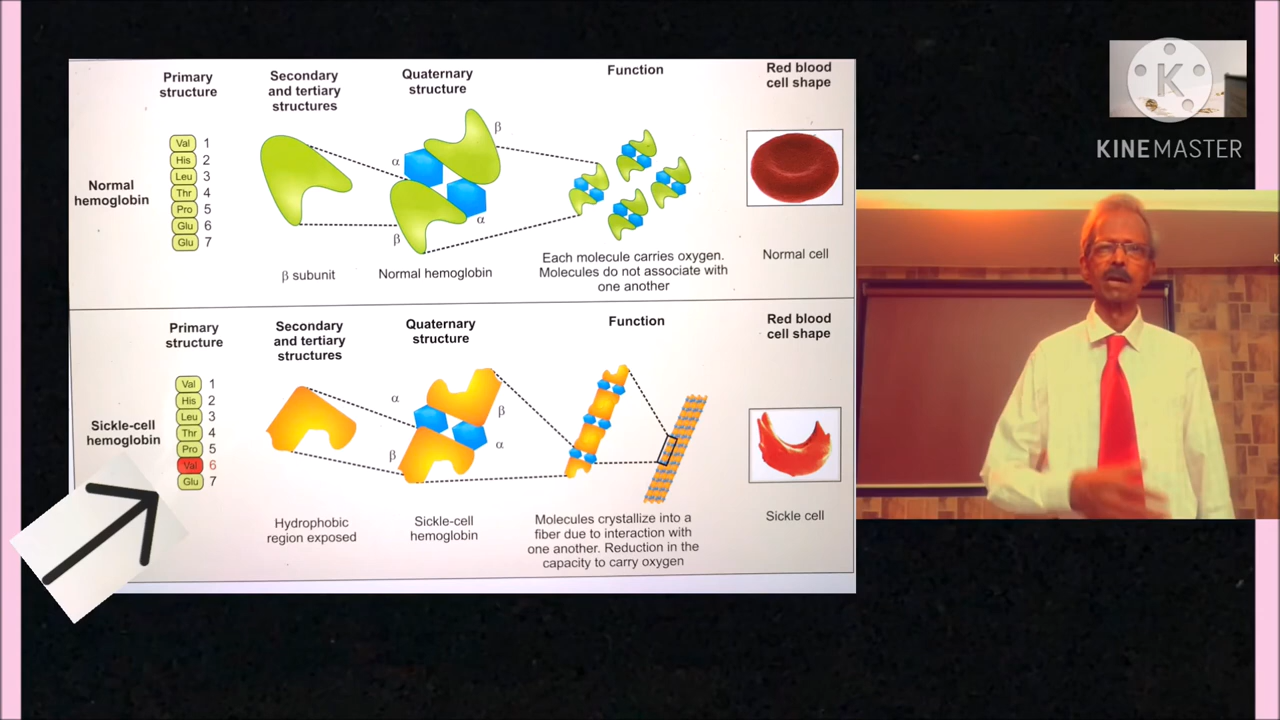 Primary
structure
Secondary
and tertiary
structures
Quaternary
structure
Function
Red blood
cell shape
Normal
hemoglobin
Val 1
His 2
Leu 3
Thr 4
Pro 5
Glu 6
Glu 7
β
α
α
β
β subunit
Normal hemoglobin
Each molecule carries oxygen.
Molecules do not associate with
one another
Normal cell
Primary
structure
Secondary
and tertiary
structures
Quaternary
structure
Function
Red blood
cell shape
Sickle-cell
hemoglobin
Val 1
His 2
Leu 3
Thr 4
Pro 5
Val 6
Glu 7
α
β
α
β
Hydrophobic
region exposed
Sickle-cell
hemoglobin
Molecules crystallize into a
fiber due to interaction with
one another. Reduction in the
capacity to carry oxygen
Sickle cell
K
KINEMASTER
K